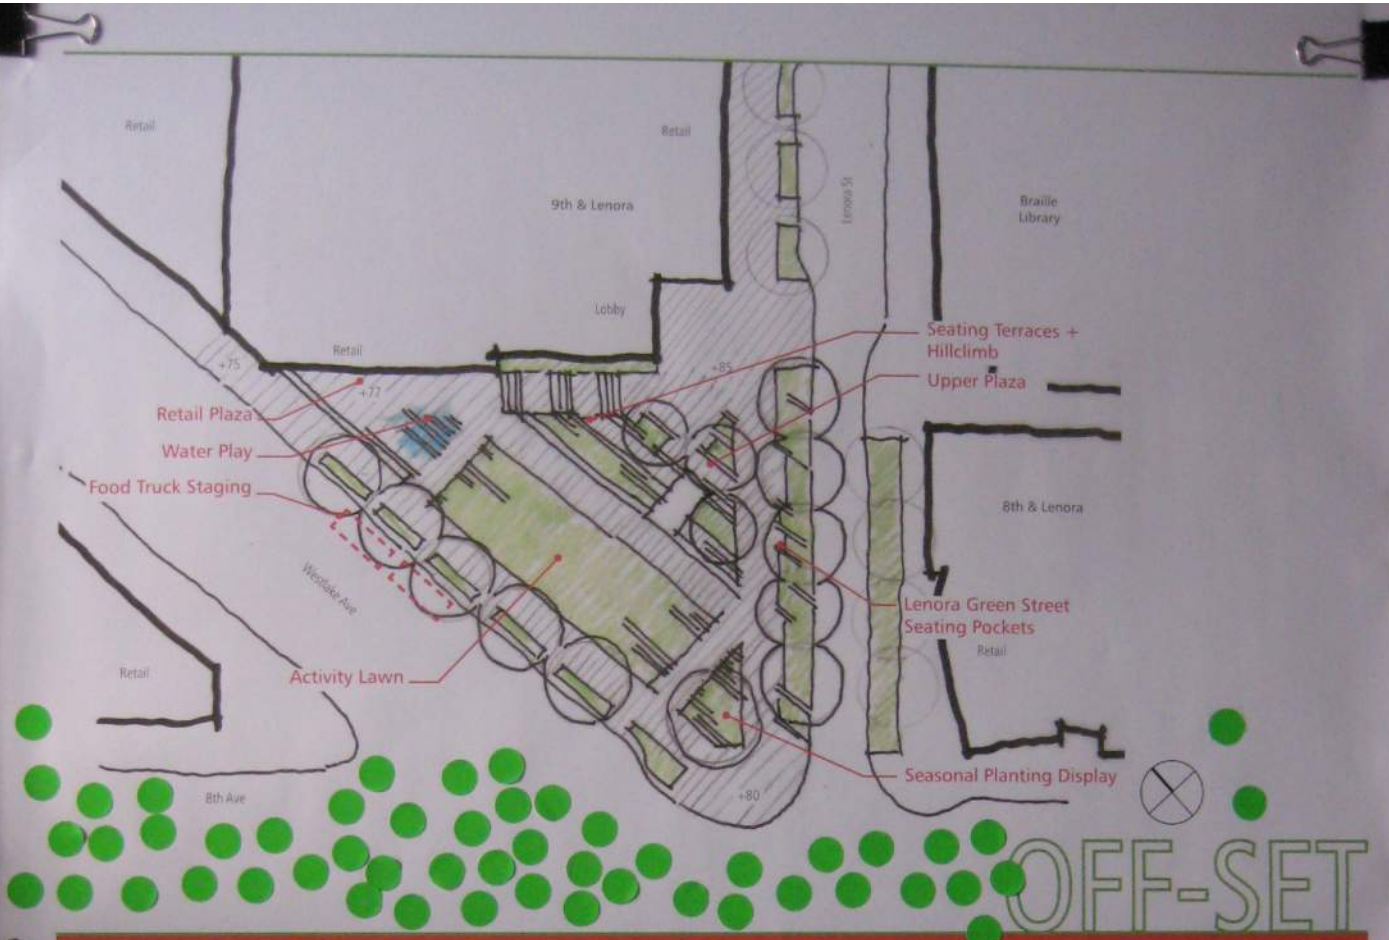 Retail
Retail
9th & Lenora
Lenora St
Braille
Library
Lobby
Retail
+75
+77
+85
Seating Terraces +
Hillclimb
Upper Plaza
Retail Plaza
Water Play
Food Truck Staging
8th & Lenora
Westlake Ave
Lenora Green Street
Seating Pockets
Retail
Retail
Activity Lawn
Seasonal Planting Display
8th Ave
+80
OFF-SET